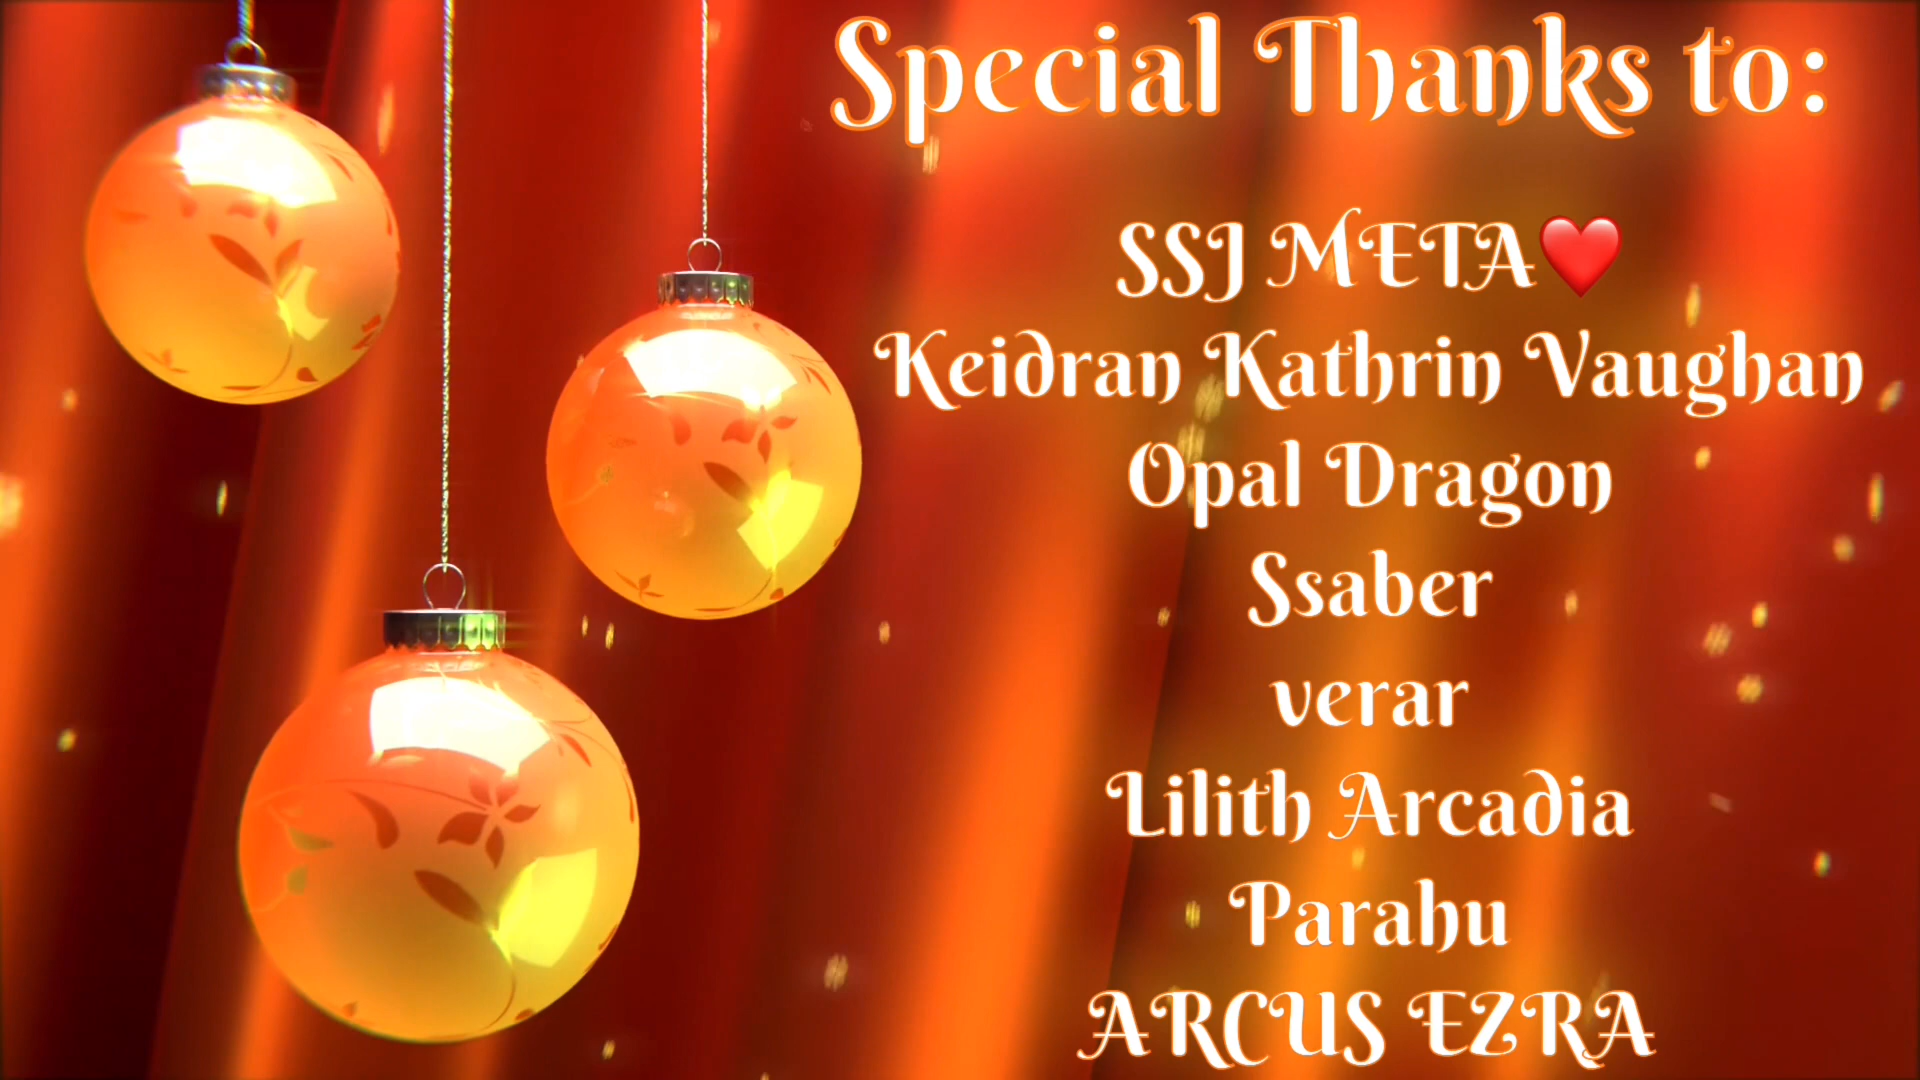 Special Thanks to:
SSJ META❤️
Keidran Kathrin Vaughan
Opal Dragon
Ssaber
verar
Lilith Arcadia
Parahu
ARCUS EZRA